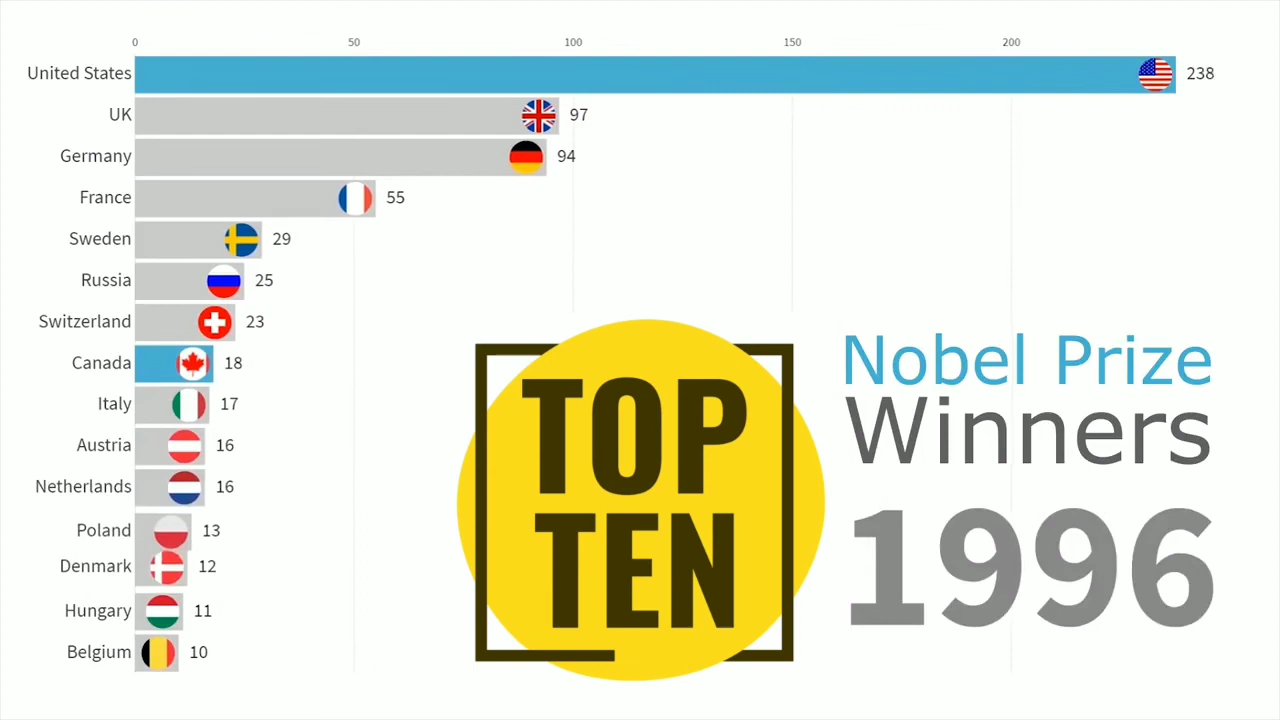 0 50 100 150 200
United States 238
UK 97
Germany 94
France 55
Sweden 29
Russia 25
Switzerland 23
Canada 18
Italy 17
Austria 16
Netherlands 16
Poland 13
Denmark 12
Hungary 11
Belgium 10
TOP
TEN
Nobel Prize
Winners
1996